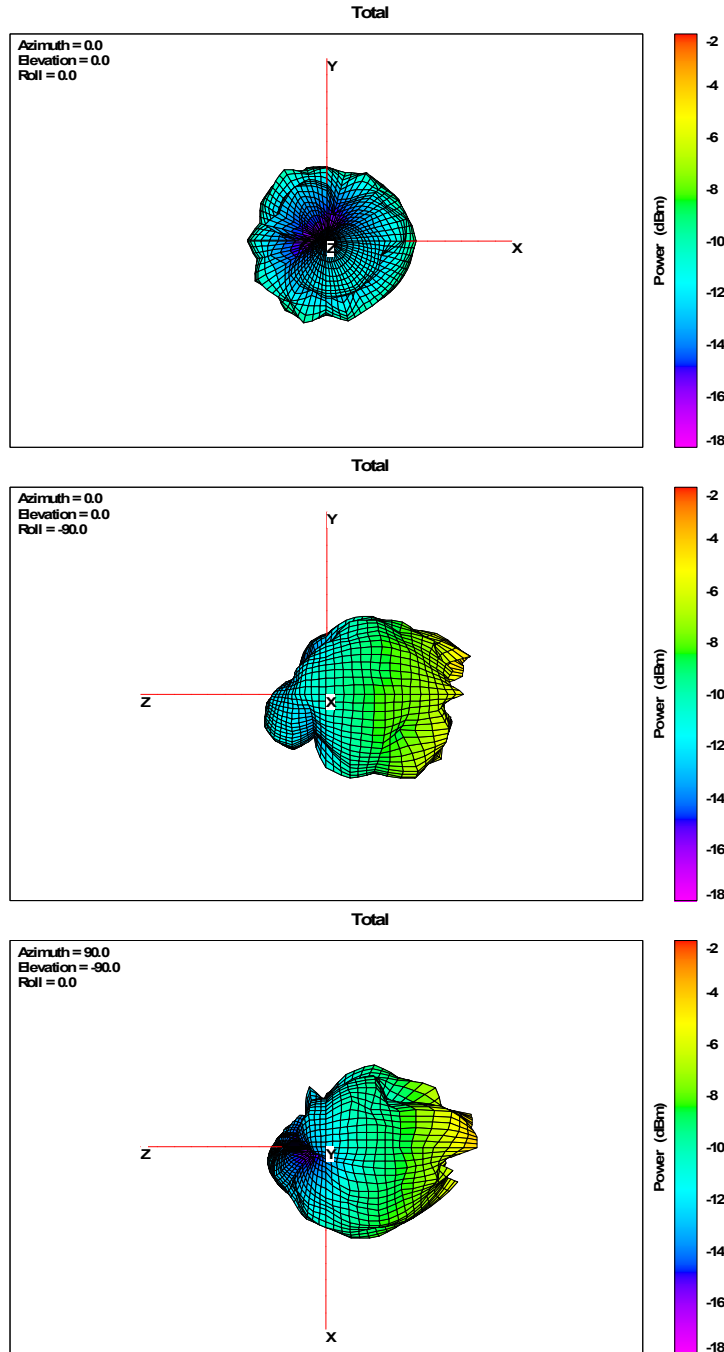 Total
Azimuth = 0.0
Elevation = 0.0
Roll = 0.0
Y
Z
X
Power (dBm)
-2
-4
-6
-8
-10
-12
-14
-16
-18
Total
Azimuth = 0.0
Elevation = 0.0
Roll = -90.0
Y
Z
X
Power (dBm)
-2
-4
-6
-8
-10
-12
-14
-16
-18
Total
Azimuth = 90.0
Elevation = -90.0
Roll = 0.0
Z
Y
X
Power (dBm)
-2
-4
-6
-8
-10
-12
-14
-16
-18